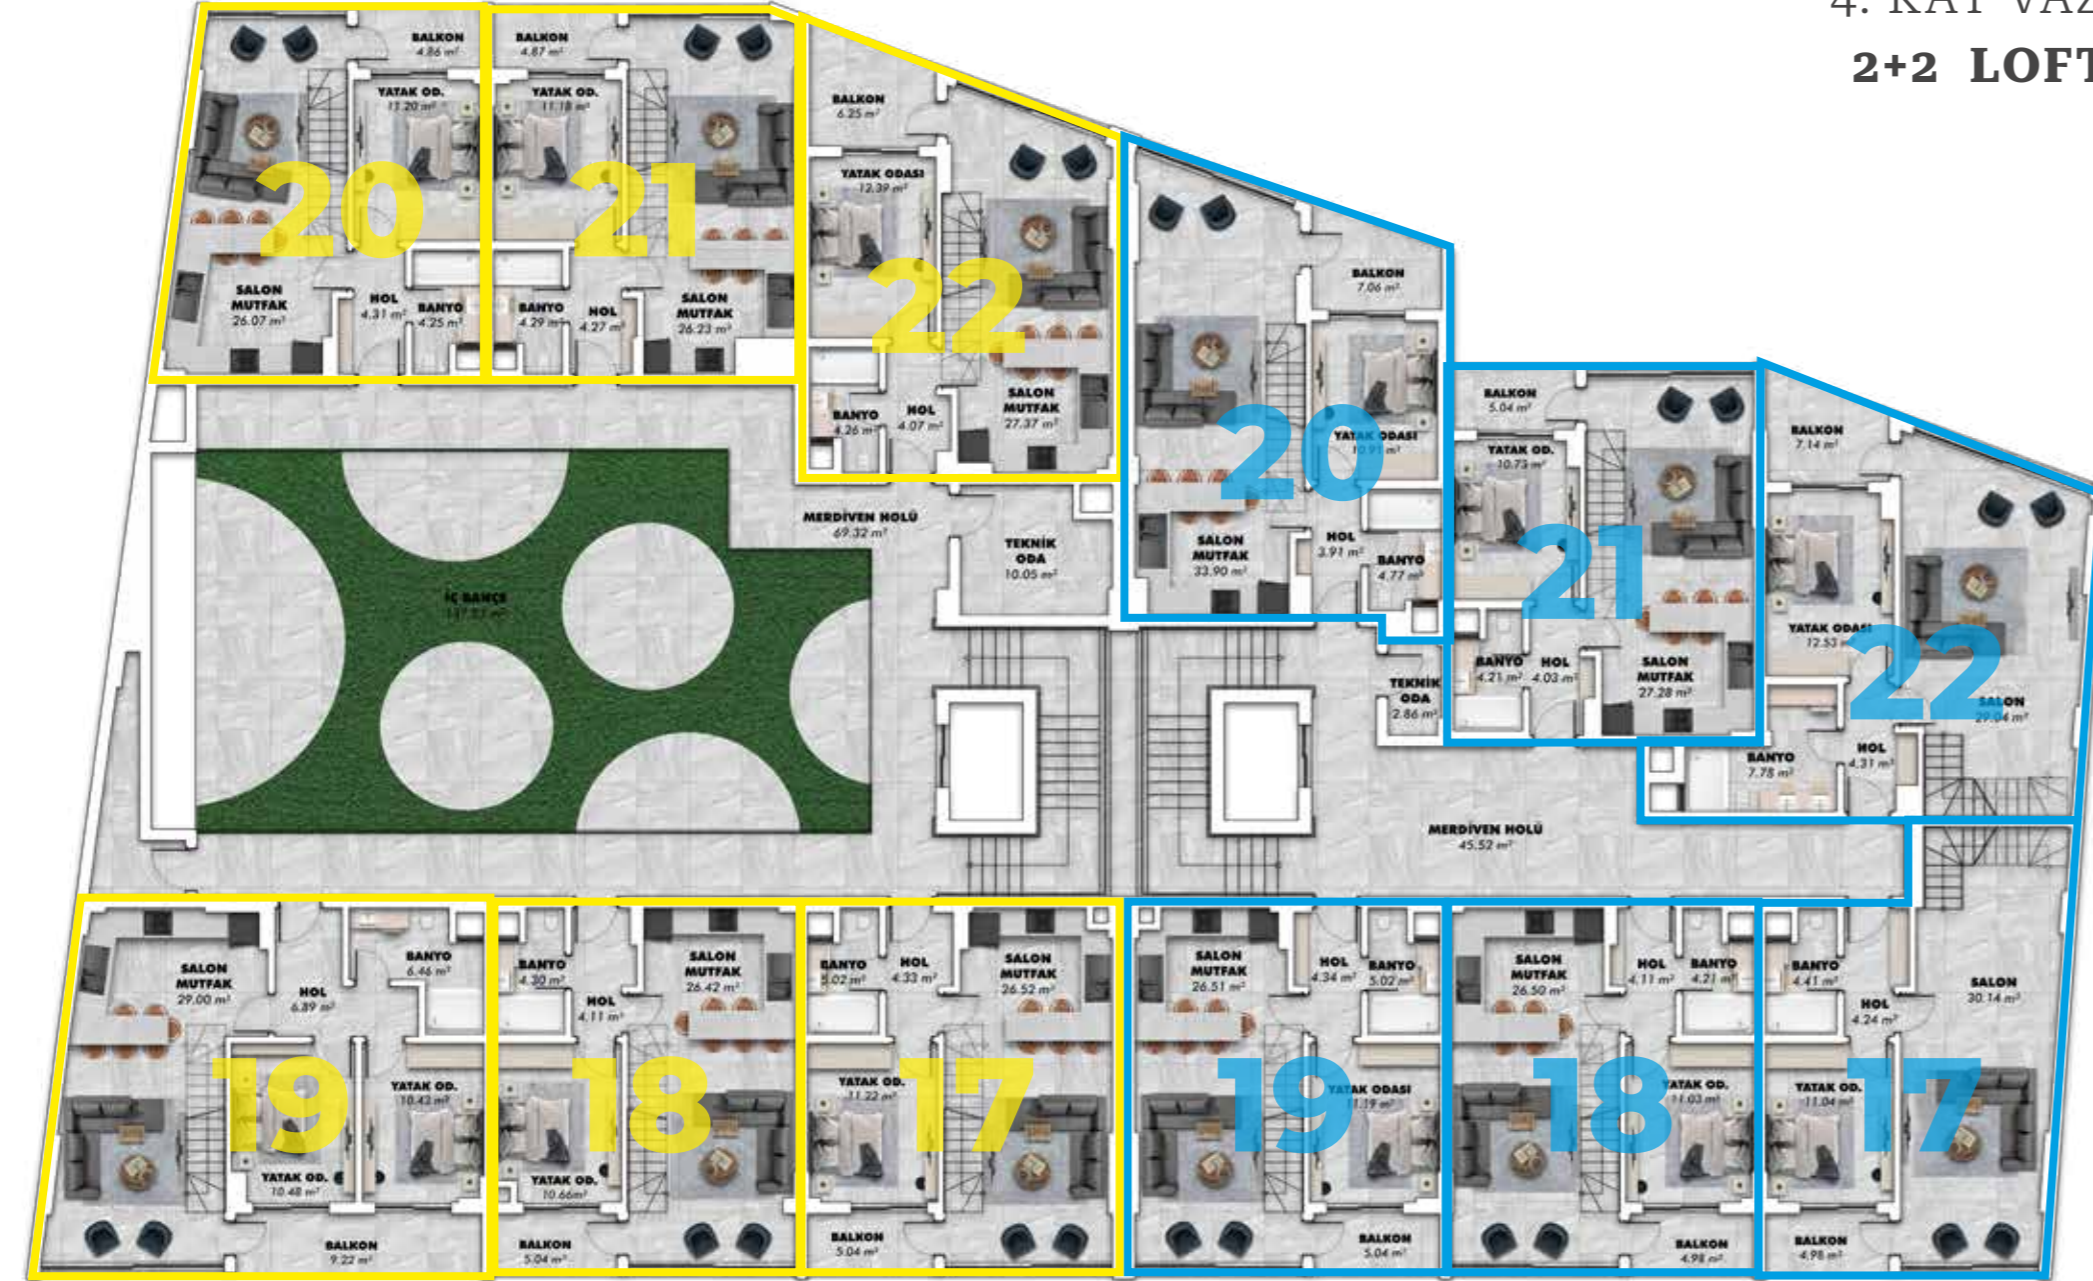 4. KAT VAZ
2+2 LOFT
BALKON
4.86 m²
YATAK OD.
11.20 m²
20
SALON
MUTFAK
26.07 m²
HOL
4.31 m²
BANYO
4.25 m²
BALKON
4.87 m²
YATAK OD.
11.18 m²
21
BANYO
4.29 m²
HOL
4.27 m²
SALON
MUTFAK
26.23 m²
BALKON
6.25 m²
YATAK ODASI
12.39 m²
22
BANYO
4.26 m²
HOL
4.07 m²
SALON
MUTFAK
27.37 m²
BALKON
7.06 m²
20
YATAK ODASI
10.91 m²
SALON
MUTFAK
33.90 m²
HOL
3.91 m²
BANYO
4.77 m²
BALKON
5.04 m²
YATAK OD.
10.73 m²
21
BANYO
4.21 m²
HOL
4.03 m²
SALON
MUTFAK
27.28 m²
BALKON
7.14 m²
YATAK ODASI
12.53 m²
22
SALON
29.04 m²
BANYO
7.78 m²
HOL
4.31 m²
MERDİVEN HOLÜ
69.32 m²
TEKNİK
ODA
10.05 m²
İÇ BAHÇE
TEKNİK
ODA
2.86 m²
MERDİVEN HOLÜ
45.52 m²
SALON
MUTFAK
29.00 m²
HOL
6.89 m²
BANYO
6.46 m²
19
YATAK OD.
10.43 m²
YATAK OD.
10.48 m²
BALKON
9.22 m²
BANYO
4.30 m²
HOL
4.11 m²
SALON
MUTFAK
26.42 m²
18
YATAK OD.
10.66m²
BALKON
5.04 m²
BANYO
5.02 m²
HOL
4.33 m²
SALON
MUTFAK
26.52 m²
YATAK OD.
11.22 m²
17
BALKON
5.04 m²
SALON
MUTFAK
26.51 m²
HOL
4.34 m²
BANYO
5.02 m²
19
YATAK ODASI
11.19 m²
BALKON
5.04 m²
SALON
MUTFAK
26.50 m²
HOL
4.11 m²
BANYO
4.21 m²
18
YATAK OD.
11.03 m²
BALKON
4.98 m²
BANYO
4.41 m²
HOL
4.24 m²
SALON
30.14 m²
YATAK OD.
11.04 m²
17
BALKON
4.98 m²